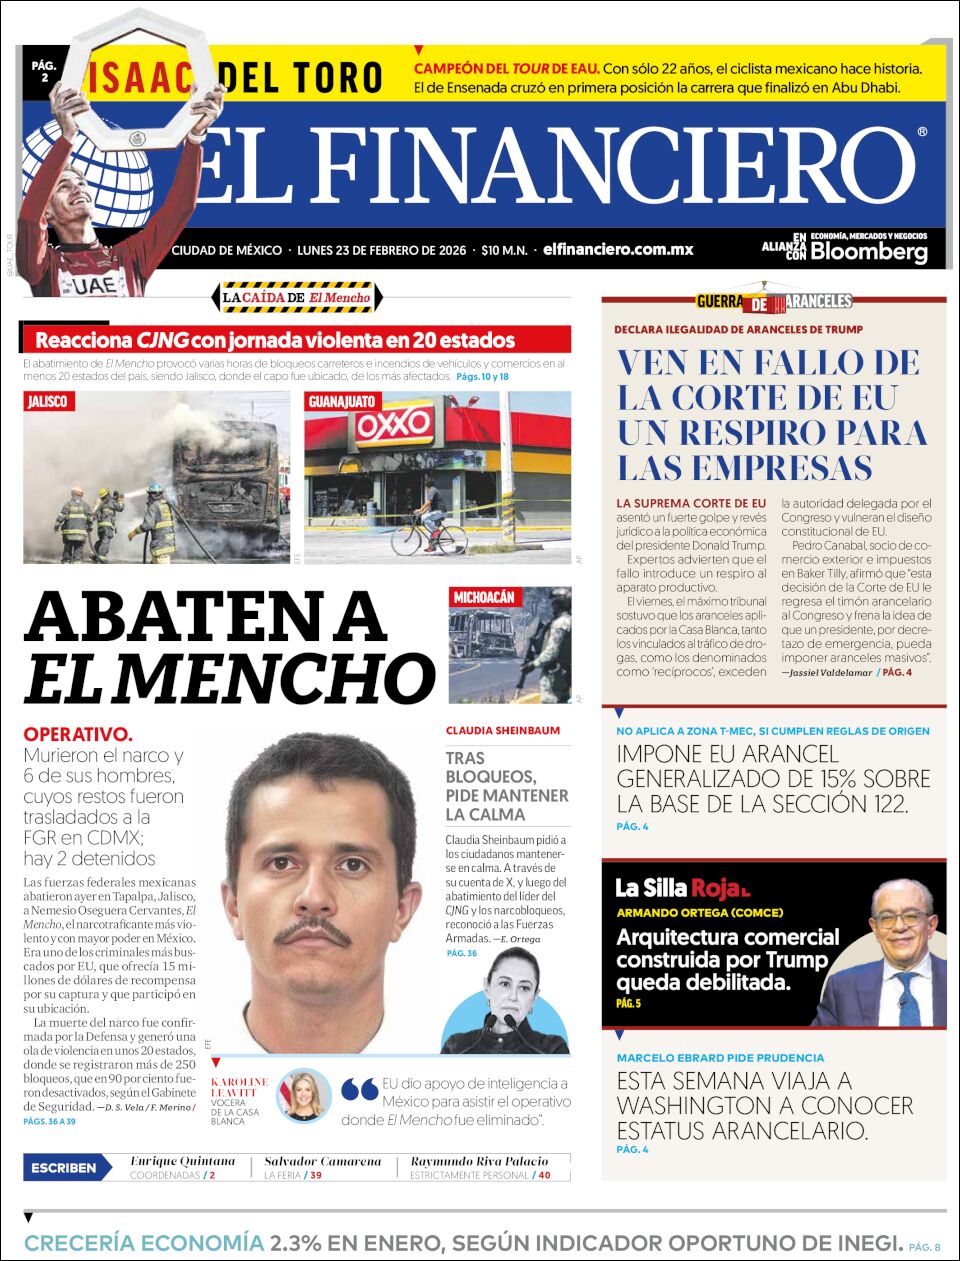 PÁG.
2
ISAAC DEL TORO
CAMPEÓN DEL TOUR DE EAU. Con sólo 22 años, el ciclista mexicano hace historia.
El de Ensenada cruzó en primera posición la carrera que finalizó en Abu Dhabi.
EL FINANCIERO®
CIUDAD DE MÉXICO · LUNES 23 DE FEBRERO DE 2026 · $10 M.N. · elfinanciero.com.mx
EN
ALIANZA
CON
ECONOMÍA, MERCADOS Y NEGOCIOS
Bloomberg
@UAE_TOUR
UAE
LA CAÍDA DE El Mencho
Reacciona CJNG con jornada violenta en 20 estados
El abatimiento de El Mencho provocó varias horas de bloqueos carreteros e incendios de vehículos y comercios en al
menos 20 estados del país, siendo Jalisco, donde el capo fue ubicado, de los más afectados. Págs. 10 y 18
JALISCO
EFE
GUANAJUATO
OXXO
AP
ABATEN A
EL MENCHO
MICHOACÁN
AP
OPERATIVO.
Murieron el narco y
6 de sus hombres,
cuyos restos fueron
trasladados a la
FGR en CDMX;
hay 2 detenidos
Las fuerzas federales mexicanas
abatieron ayer en Tapalpa, Jalisco,
a Nemesio Oseguera Cervantes, El
Mencho, el narcotraficante más vio-
lento y con mayor poder en México.
Era uno de los criminales más bus-
cados por EU, que ofrecía 15 mi-
llones de dólares de recompensa
por su captura y que participó en
su ubicación.
La muerte del narco fue confir-
mada por la Defensa y generó una
ola de violencia en unos 20 estados,
donde se registraron más de 250
bloqueos, que en 90 por ciento fue-
ron desactivados, según el Gabinete
de Seguridad. —D. S. Vela / F. Merino /
PÁGS. 36 A 39
EFE
CLAUDIA SHEINBAUM
TRAS
BLOQUEOS,
PIDE MANTENER
LA CALMA
Claudia Sheinbaum pidió a
los ciudadanos mantener-
se en calma. A través de
su cuenta de X, y luego del
abatimiento del líder del
CJNG y los narcobloqueos,
reconoció a las Fuerzas
Armadas. —E. Ortega
PÁG. 36
KAROLINE
LEAVITT
VOCERA
DE LA CASA
BLANCA
“EU dio apoyo de inteligencia a
México para asistir el operativo
donde El Mencho fue eliminado”.
ESCRIBEN
Enrique Quintana
COORDENADAS / 2
Salvador Camarena
LA FERIA / 39
Raymundo Riva Palacio
ESTRICTAMENTE PERSONAL / 40
GUERRA DE ARANCELES
DECLARA ILEGALIDAD DE ARANCELES DE TRUMP
VEN EN FALLO DE
LA CORTE DE EU
UN RESPIRO PARA
LAS EMPRESAS
LA SUPREMA CORTE DE EU
asentó un fuerte golpe y revés
jurídico a la política económica
del presidente Donald Trump.
Expertos advierten que el
fallo introduce un respiro al
aparato productivo.
El viernes, el máximo tribunal
sostuvo que los aranceles apli-
cados por la Casa Blanca, tanto
los vinculados al tráfico de dro-
gas, como los denominados
como ‘recíprocos’, exceden
la autoridad delegada por el
Congreso y vulneran el diseño
constitucional de EU.
Pedro Canabal, socio de co-
mercio exterior e impuestos
en Baker Tilly, afirmó que “esta
decisión de la Corte de EU le
regresa el timón arancelario
al Congreso y frena la idea de
que un presidente, por decre-
tazo de emergencia, pueda
imponer aranceles masivos”.
—Jassiel Valdelamar / PÁG. 4
NO APLICA A ZONA T-MEC, SI CUMPLEN REGLAS DE ORIGEN
IMPONE EU ARANCEL
GENERALIZADO DE 15% SOBRE
LA BASE DE LA SECCIÓN 122.
PÁG. 4
La Silla Roja
ARMANDO ORTEGA (COMCE)
Arquitectura comercial
construida por Trump
queda debilitada.
PÁG. 5
MARCELO EBRARD PIDE PRUDENCIA
ESTA SEMANA VIAJA A
WASHINGTON A CONOCER
ESTATUS ARANCELARIO.
PÁG. 4
CRECERÍA ECONOMÍA 2.3% EN ENERO, SEGÚN INDICADOR OPORTUNO DE INEGI. PÁG. 8